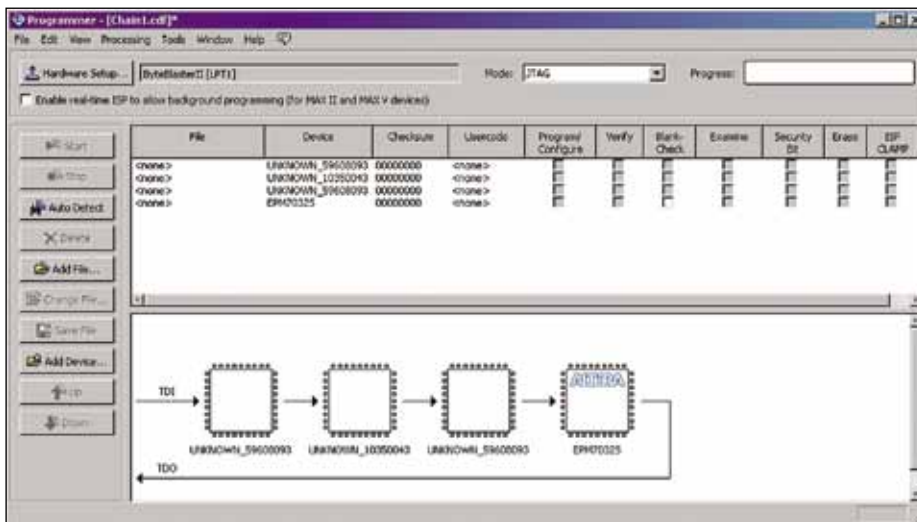 Programmer - [Chain1.cdf]*
File Edit View Processing Tools Window Help
Hardware Setup... ByteBlasterII [LPT1] Mode: JTAG Progress:
Enable real-time ISP to allow background programming (for MAX II and MAX V devices)
Start
Stop
Auto Detect
Delete
Add File...
Change File...
Save File
Add Device...
Up
Down
File Device Checksum Usercode Program/Configure Verify Blank-Check Examine Security Bit Erase ISP CLAMP
<none> UNKNOWN_59608093 00000000 <none>
<none> UNKNOWN_10350043 00000000 <none>
<none> UNKNOWN_59608093 00000000 <none>
<none> EPM7032S 00000000 <none>
TDI
ALTERA
UNKNOWN_59608093 UNKNOWN_10350043 UNKNOWN_59608093 EPM7032S
TDO